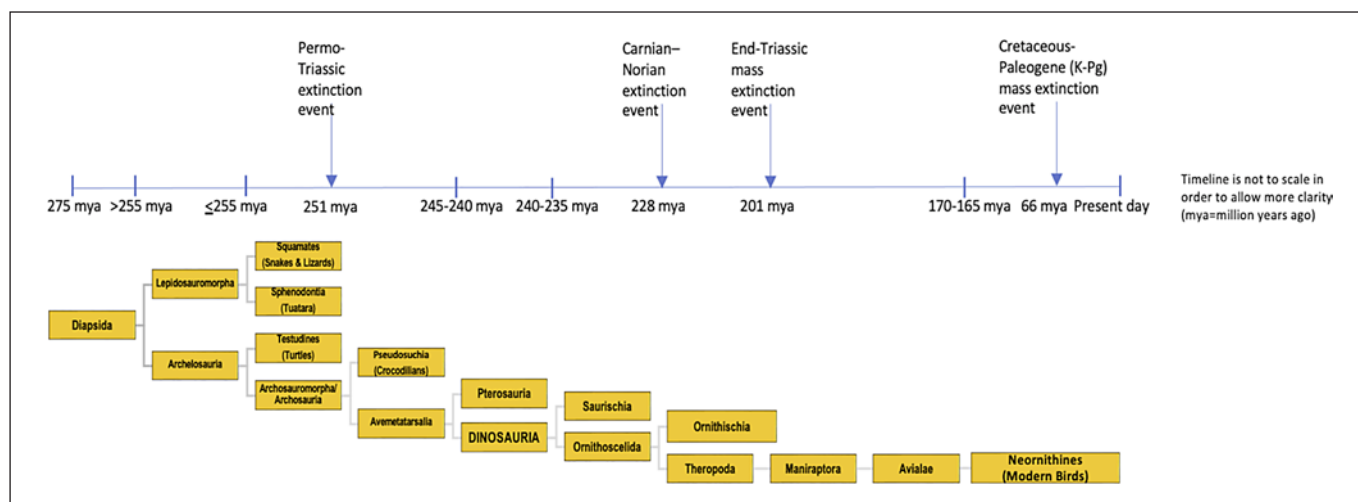 Permo-
Triassic
extinction
event
Carnian–
Norian
extinction
event
End-Triassic
mass
extinction
event
Cretaceous-
Paleogene (K-Pg)
mass extinction
event
275 mya
>255 mya
≤255 mya
251 mya
245-240 mya
240-235 mya
228 mya
201 mya
170-165 mya
66 mya
Present day
Timeline is not to scale in
order to allow more clarity
(mya=million years ago)
Squamates
(Snakes & Lizards)
Lepidosauromorpha
Sphenodontia
(Tuatara)
Diapsida
Testudines
(Turtles)
Archelosauria
Archosauromorpha/
Archosauria
Pseudosuchia
(Crocodilians)
Avemetatarsalia
Pterosauria
DINOSAURIA
Saurischia
Ornithoscelida
Ornithischia
Theropoda
Maniraptora
Avialae
Neornithines
(Modern Birds)